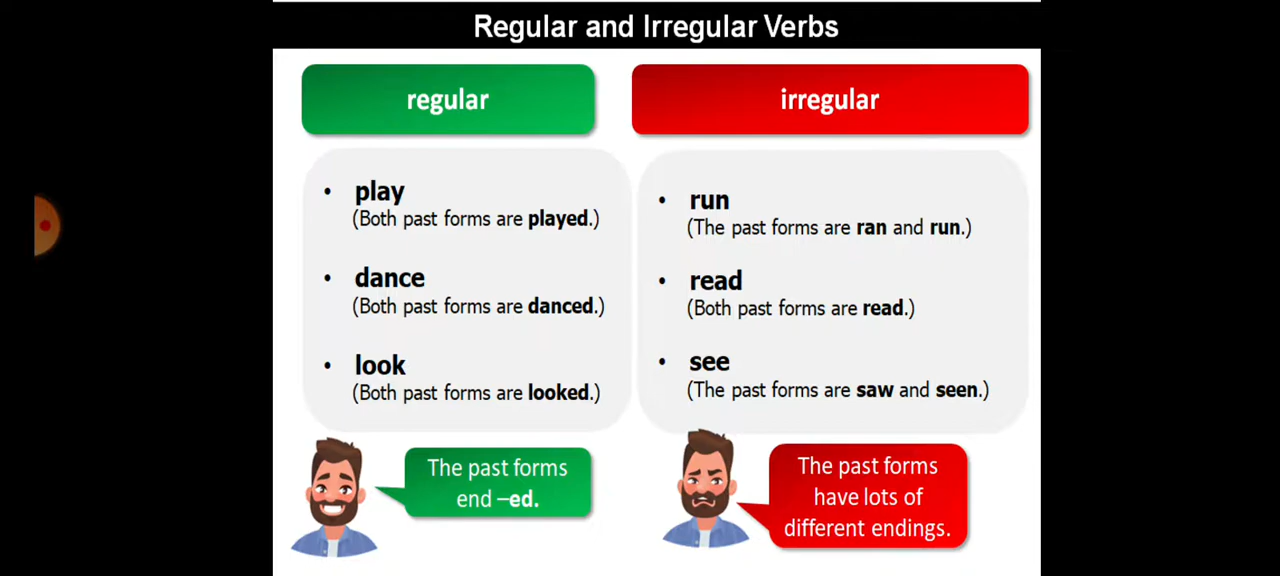 Regular and Irregular Verbs
regular
• play
(Both past forms are played.)
• dance
(Both past forms are danced.)
• look
(Both past forms are looked.)
The past forms
end –ed.
irregular
• run
(The past forms are ran and run.)
• read
(Both past forms are read.)
• see
(The past forms are saw and seen.)
The past forms
have lots of
different endings.